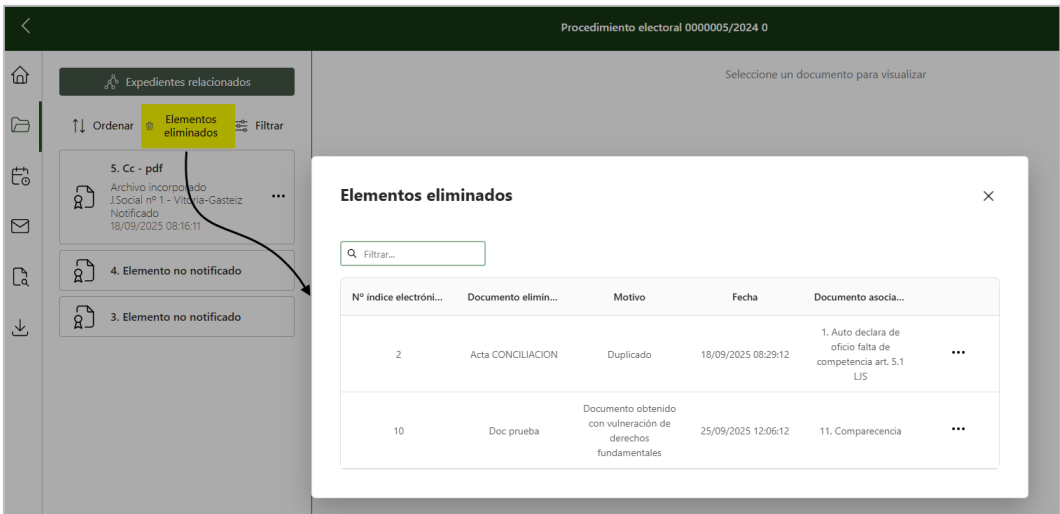 Procedimiento electoral 0000005/2024 0
Expedientes relacionados
Seleccione un documento para visualizar
Ordenar
Elementos
eliminados
Filtrar
5. Cc - pdf
Archivo incorporado
J.Social nº 1 - Vitoria-Gasteiz
Notificado
18/09/2025 08:16:11
4. Elemento no notificado
3. Elemento no notificado
Elementos eliminados
Filtrar...
Nº índice electróni... Documento elimin... Motivo Fecha Documento asocia...
2 Acta CONCILIACION Duplicado 18/09/2025 08:29:12 1. Auto declara de
oficio falta de
competencia art. 5.1
LJS
10 Doc prueba Documento obtenido
con vulneración de
derechos
fundamentales
25/09/2025 12:06:12 11. Comparecencia